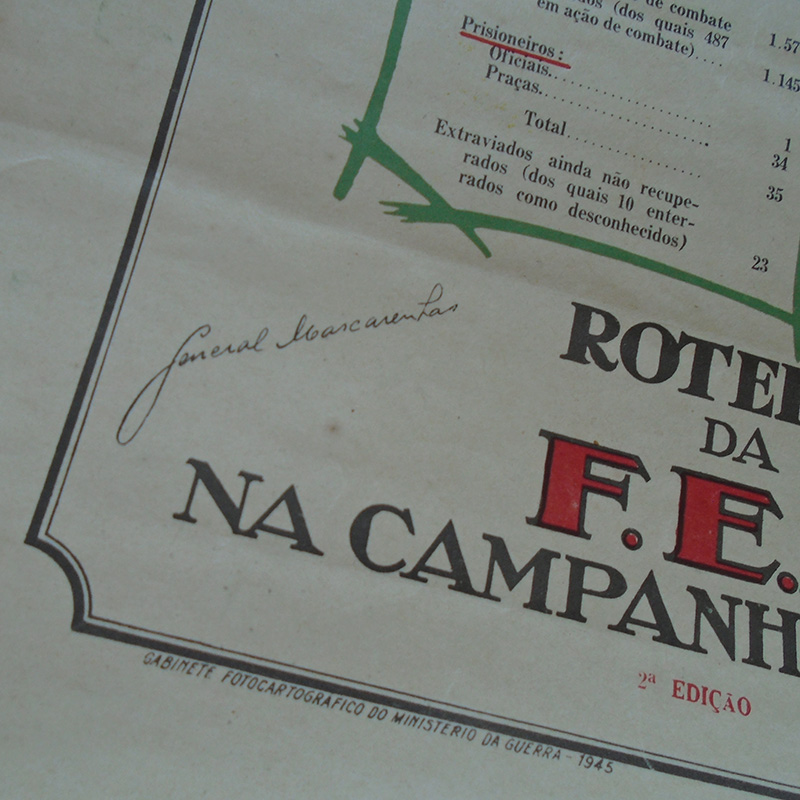 de combate
(dos quais 487
em ação de combate)....
1.57
1.145
Prisioneiros:
Oficiais....................
Praças....................
1
34
Total....................
35
Extraviados ainda não recupe-
rados (dos quais 10 enter-
rados como desconhecidos)
23
General Mascarenhas
ROTEI
DA
F.E.
NA CAMPANH
2ª EDIÇÃO
GABINETE FOTOCARTOGRAFICO DO MINISTERIO DA GUERRA - 1945